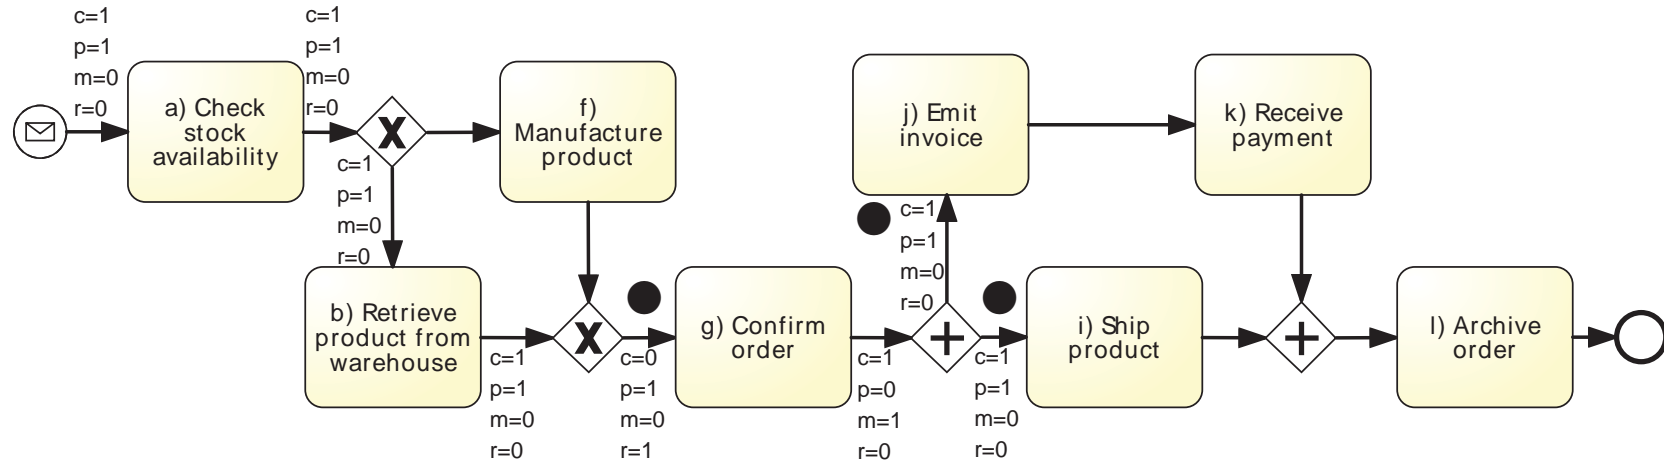 c=1
p=1
m=0
r=0
a) Check
stock
availability
c=1
p=1
m=0
r=0
X
c=1
p=1
m=0
r=0
f)
Manufacture
product
b) Retrieve
product from
warehouse
c=1
p=1
m=0
r=0
X
c=0
p=1
m=0
r=1
g) Confirm
order
c=1
p=0
m=1
r=0
c=1
p=1
m=0
r=0
j) Emit
invoice
k) Receive
payment
c=1
p=1
m=0
r=0
i) Ship
product
l) Archive
order